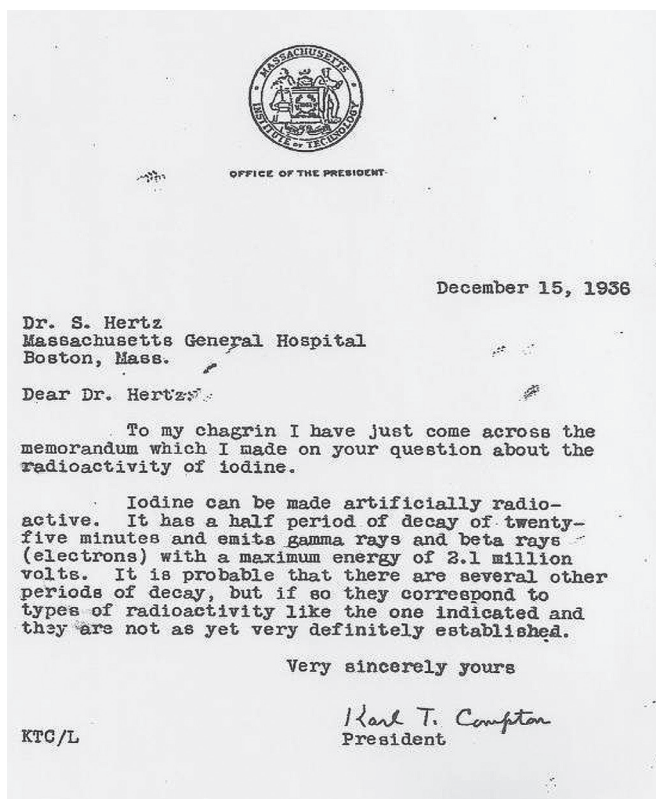 MASSACHUSETTS
INSTITUTE OF TECHNOLOGY
OFFICE OF THE PRESIDENT
December 15, 1936
Dr. S. Hertz
Massachusetts General Hospital
Boston, Mass.
Dear Dr. Hertz:
To my chagrin I have just come across the
memorandum which I made on your question about the
radioactivity of iodine.
Iodine can be made artificially radio-
active. It has a half period of decay of twenty-
five minutes and emits gamma rays and beta rays
(electrons) with a maximum energy of 2.1 million
volts. It is probable that there are several other
periods of decay, but if so they correspond to
types of radioactivity like the one indicated and
they are not as yet very definitely established.
Very sincerely yours
Karl T. Compton
KTC/L
President